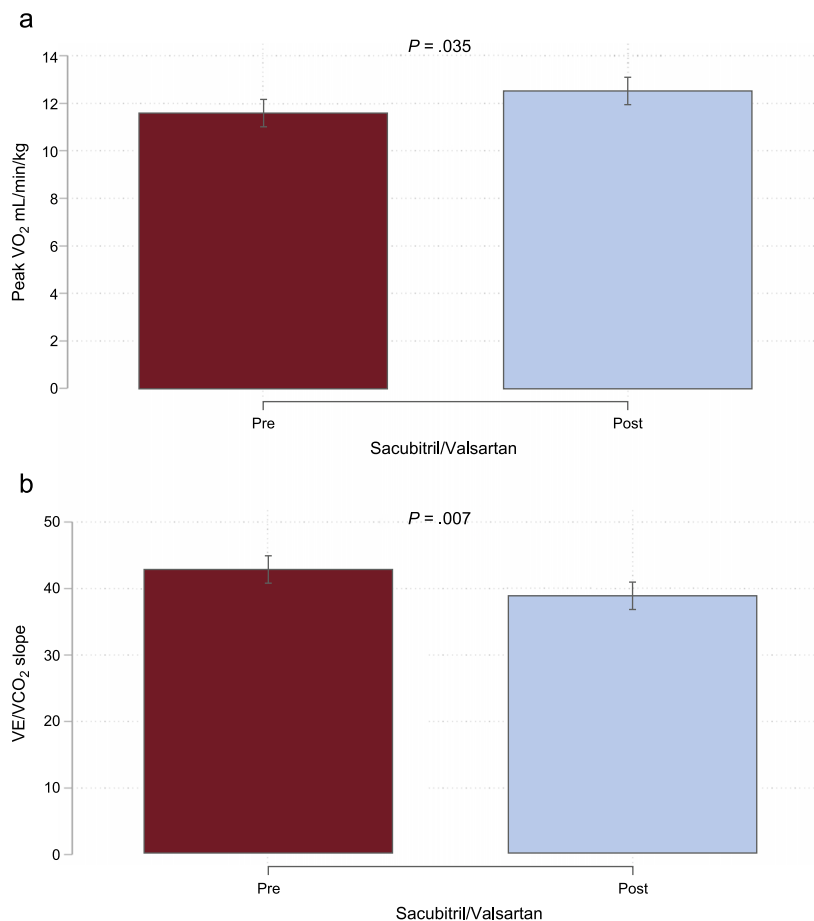 a
P = .035
14
12
10
8
6
4
2
0
Peak VO₂ mL/min/kg
Pre
Post
Sacubitril/Valsartan
b
P = .007
50
40
30
20
10
0
VE/VCO₂ slope
Pre
Post
Sacubitril/Valsartan